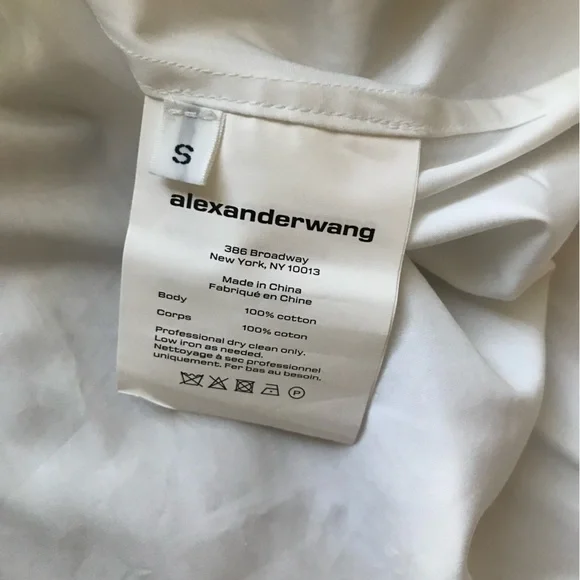 S
alexanderwang
386 Broadway
New York, NY 10013
Made in China
Fabriqué en Chine
Body 100% cotton
Corps 100% coton
Professional dry clean only.
Low iron as needed.
Nettoyage à sec professionnel
uniquement. Fer bas au besoin.
P